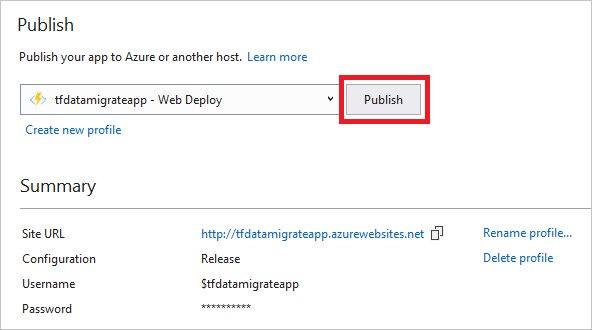 Publish
Publish your app to Azure or another host. Learn more
tfdatamigrateapp - Web Deploy Publish
Create new profile
Summary
Site URL http://tfdatamigrateapp.azurewebsites.net Rename profile...
Configuration Release Delete profile
Username $tfdatamigrateapp
Password **********